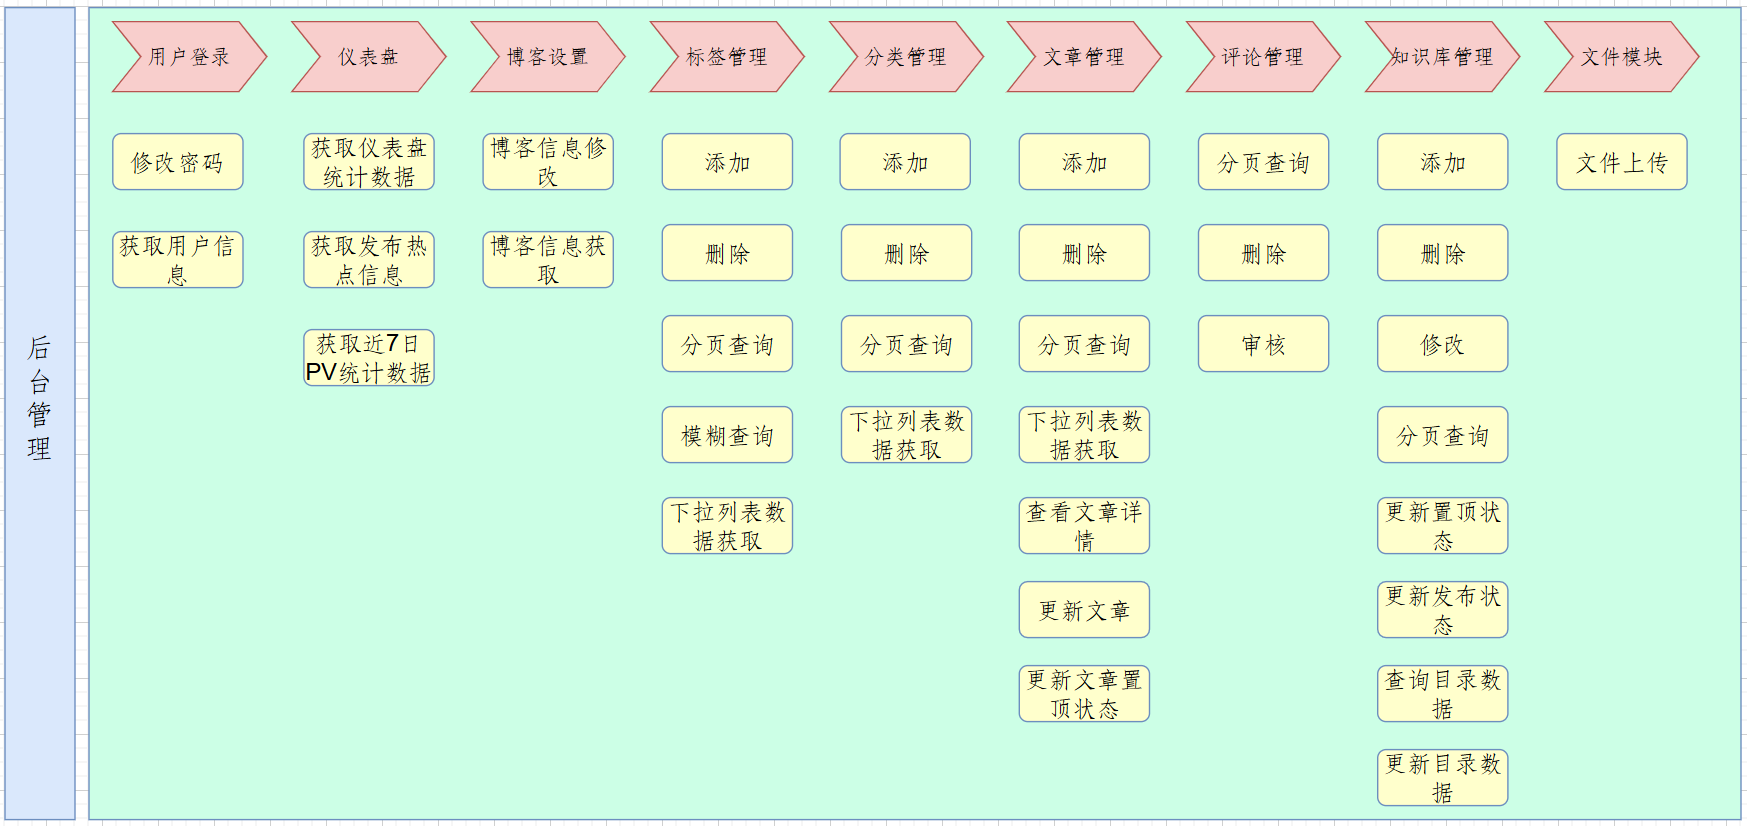 后
台
管
理
用户登录
仪表盘
博客设置
标签管理
分类管理
文章管理
评论管理
知识库管理
文件模块
修改密码
获取用户信
息
获取仪表盘
统计数据
获取发布热
点信息
获取近7日
PV统计数据
博客信息修
改
博客信息获
取
添加
删除
分页查询
模糊查询
下拉列表数
据获取
添加
删除
分页查询
下拉列表数
据获取
添加
删除
分页查询
下拉列表数
据获取
查看文章详
情
更新文章
更新文章置
顶状态
分页查询
删除
审核
添加
删除
修改
分页查询
更新置顶状
态
更新发布状
态
查询目录数
据
更新目录数
据
文件上传